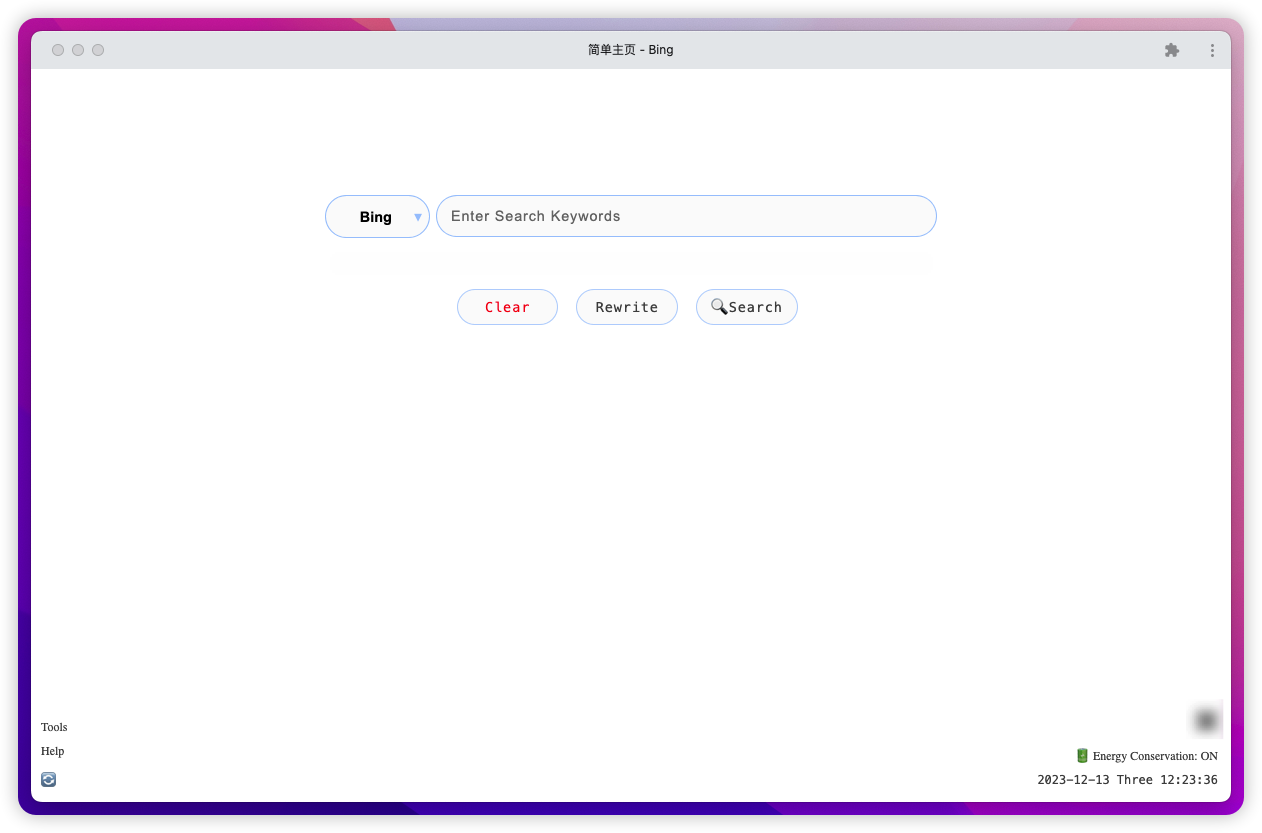 简单主页 - Bing
Bing ▼
Enter Search Keywords
Clear
Rewrite
🔍Search
Tools
Help
Energy Conservation: ON
2023-12-13 Three 12:23:36